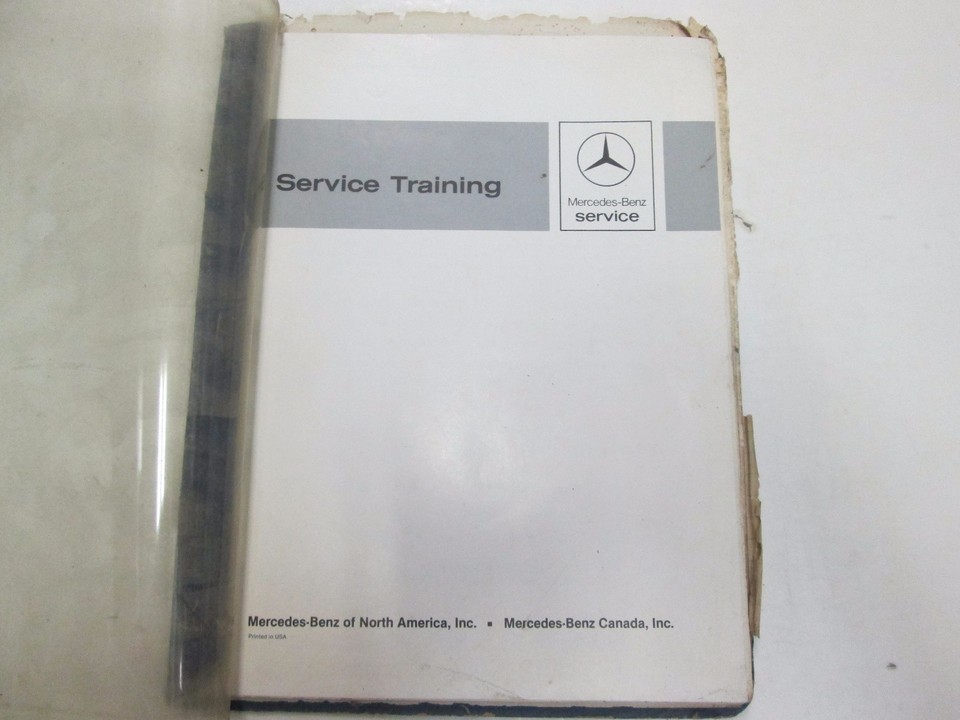 Service Training
Mercedes-Benz
service
Mercedes-Benz of North America, Inc. ▪ Mercedes-Benz Canada, Inc.
Printed in USA